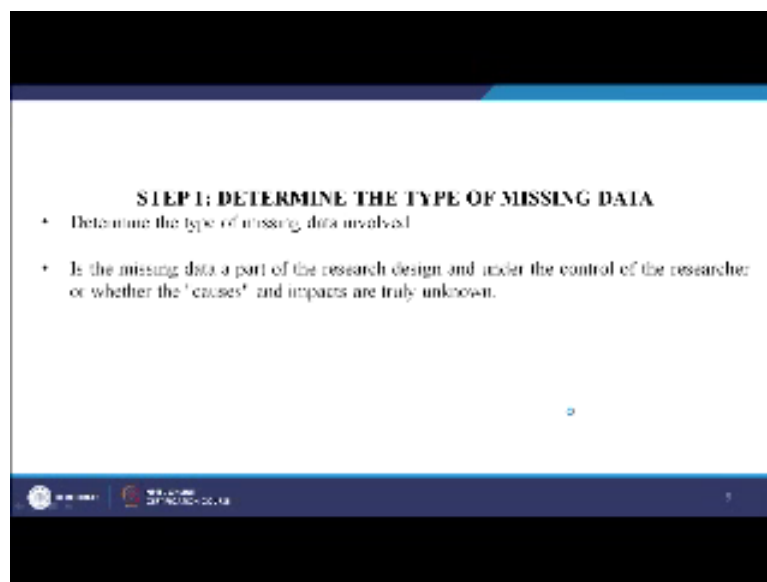 STEP 1: DETERMINE THE TYPE OF MISSING DATA
• Determine the type of missing data involved
• Is the missing data a part of the research design and under the control of the researcher
or whether the "causes" and impacts are truly unknown.
CERTIFICATION COURSE